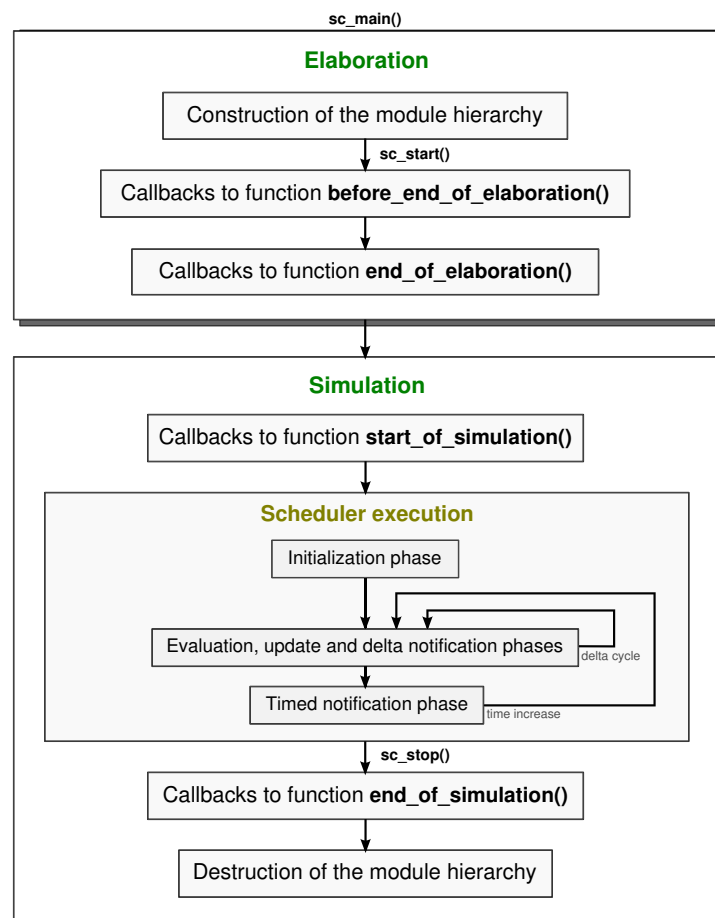 sc_main()
Elaboration
Construction of the module hierarchy
sc_start()
Callbacks to function before_end_of_elaboration()
Callbacks to function end_of_elaboration()
Simulation
Callbacks to function start_of_simulation()
Scheduler execution
Initialization phase
Evaluation, update and delta notification phases
delta cycle
Timed notification phase
time increase
sc_stop()
Callbacks to function end_of_simulation()
Destruction of the module hierarchy